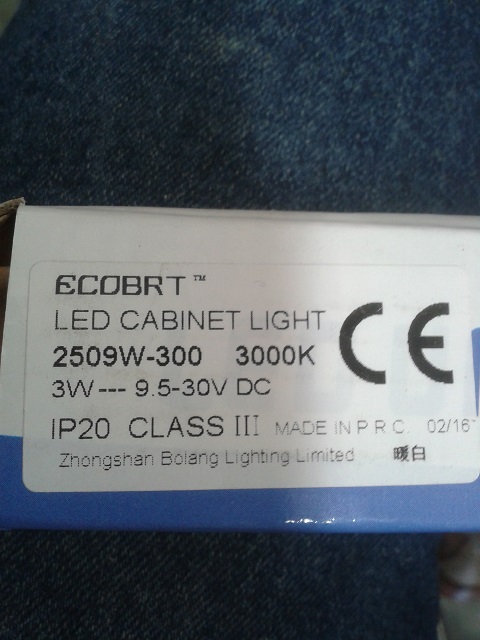 ECOBRT™
LED CABINET LIGHT
2509W-300 3000K
3W--- 9.5-30V DC
IP20 CLASS III MADE IN P R C. 02/16
Zhongshan Bolang Lighting Limited 暖白
CE